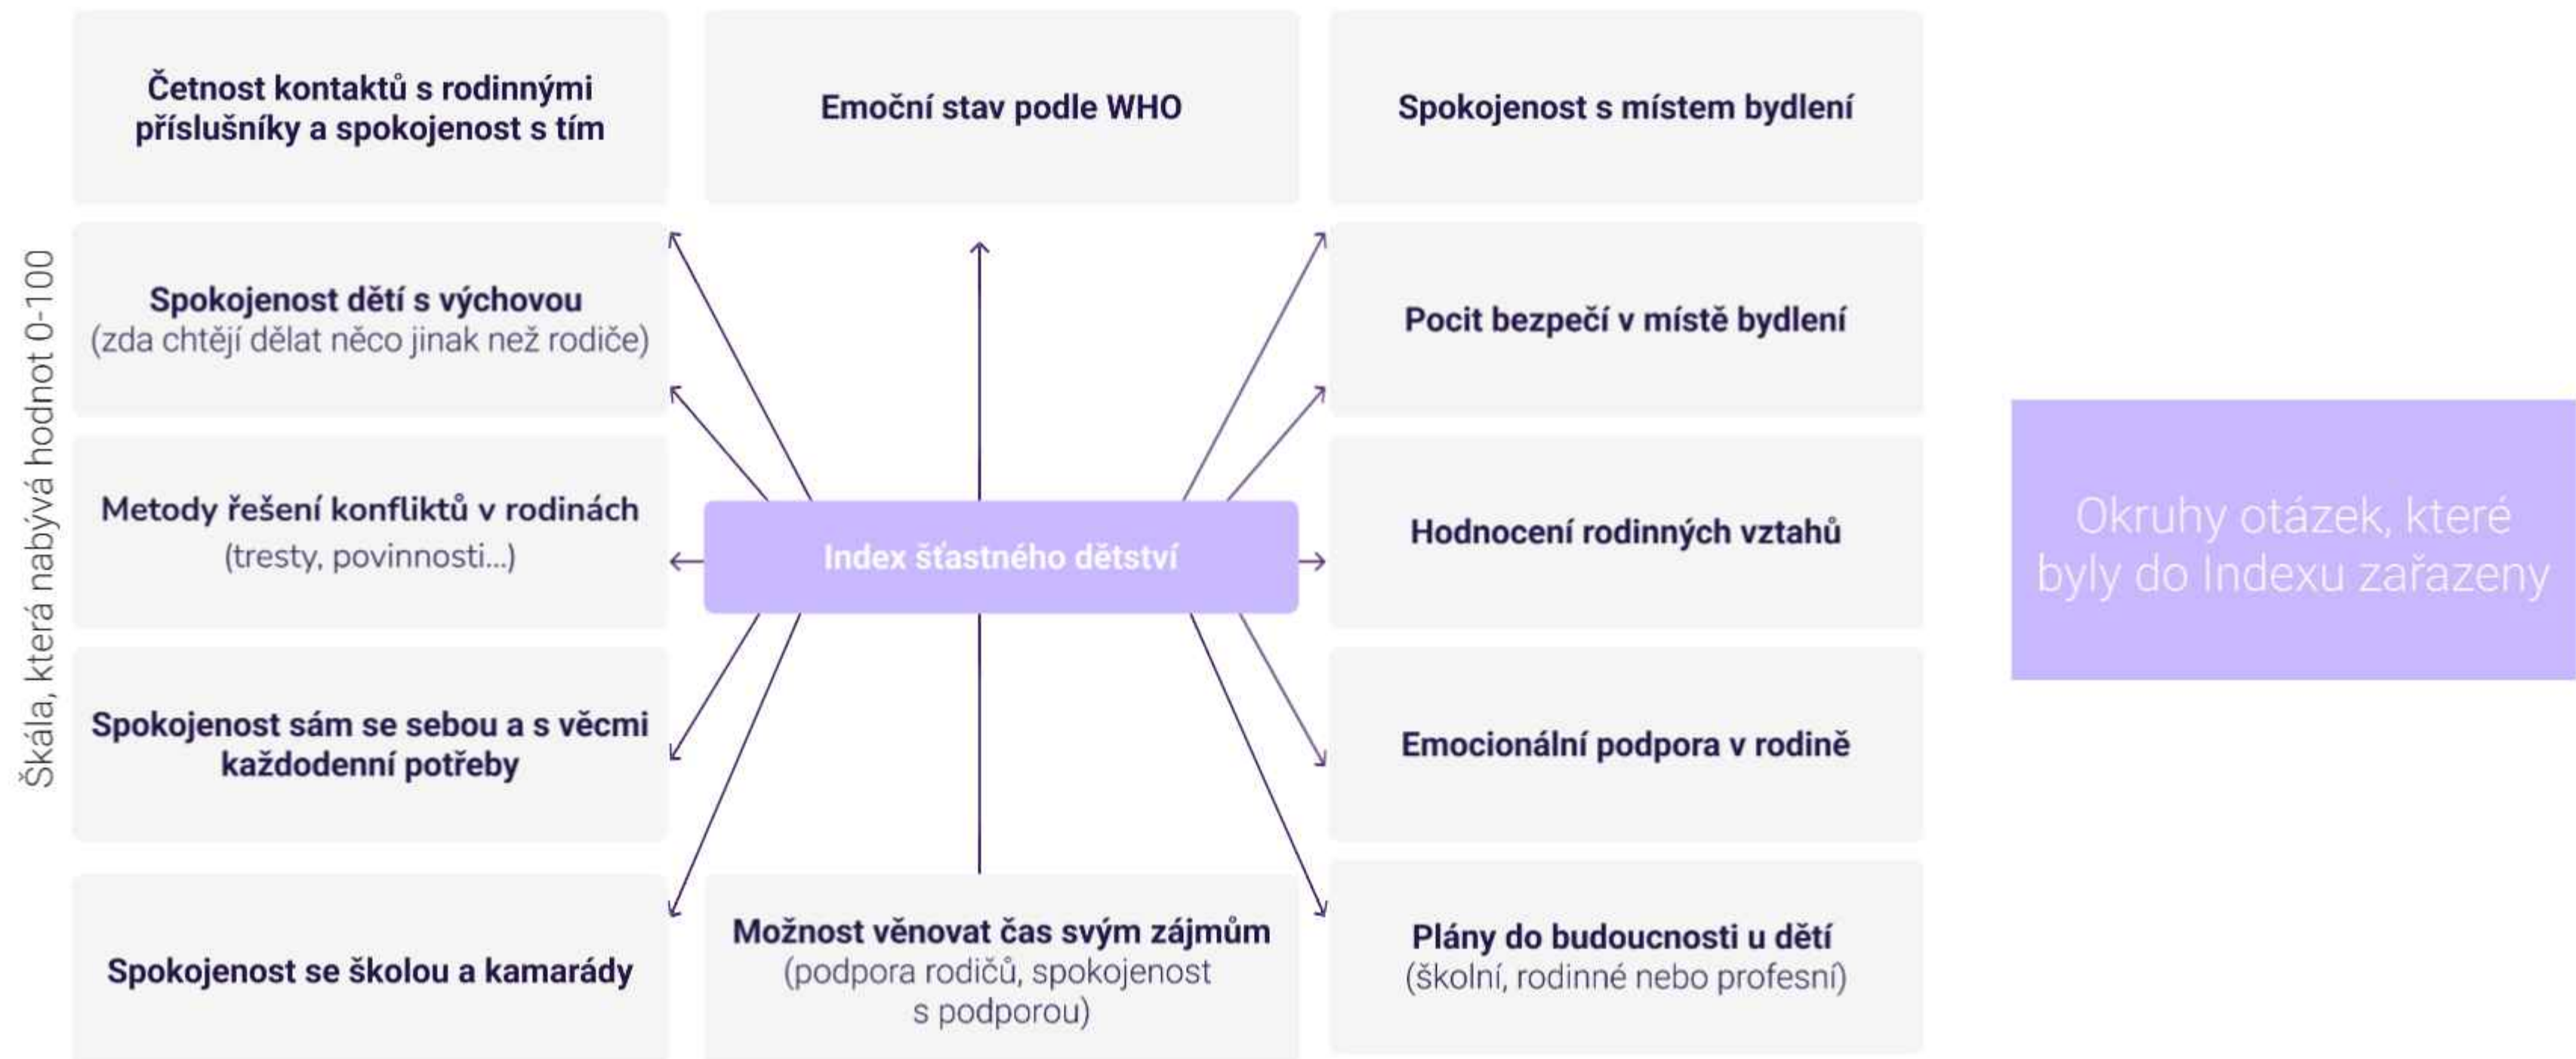 Škála, která nabývá hodnot 0-100
Četnost kontaktů s rodinnými
příslušníky a spokojenost s tím
Emoční stav podle WHO
Spokojenost s místem bydlení
Spokojenost dětí s výchovou
(zda chtějí dělat něco jinak než rodiče)
Pocit bezpečí v místě bydlení
Metody řešení konfliktů v rodinách
(tresty, povinnosti...)
Index šťastného dětství
Hodnocení rodinných vztahů
Spokojenost sám se sebou a s věcmi
každodenní potřeby
Emocionální podpora v rodině
Spokojenost se školou a kamarády
Možnost věnovat čas svým zájmům
(podpora rodičů, spokojenost
s podporou)
Plány do budoucnosti u dětí
(školní, rodinné nebo profesní)
Okruhy otázek, které
byly do Indexu zařazeny